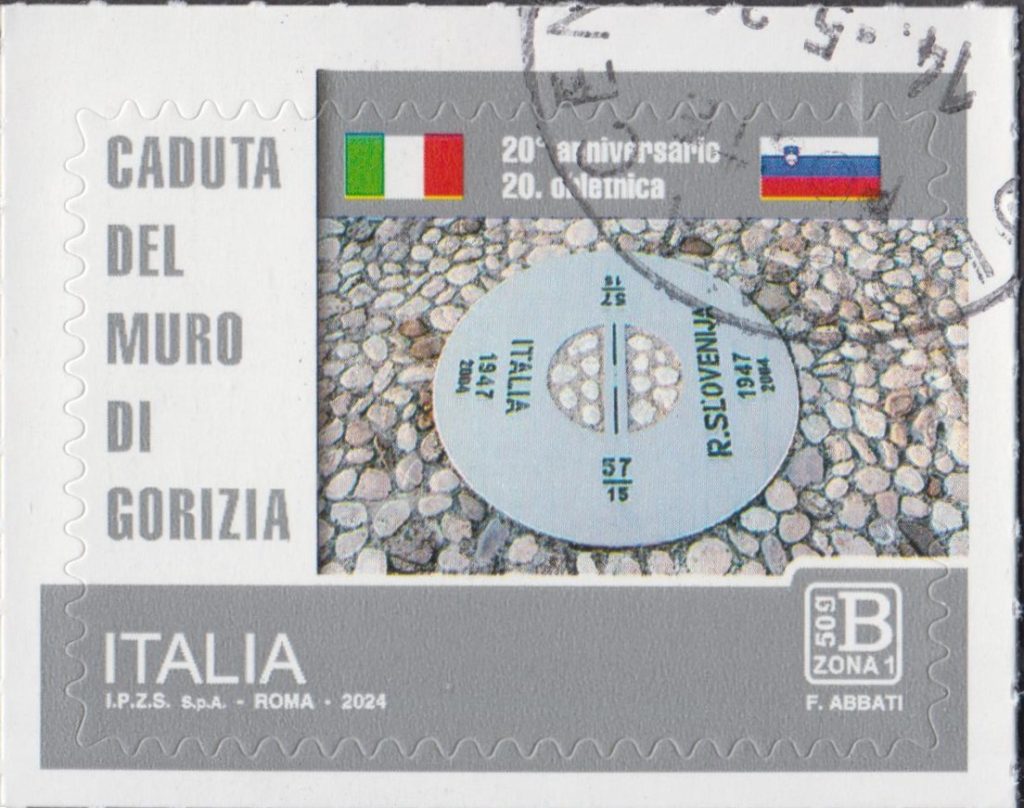 CADUTA
DEL
MURO
DI
GORIZIA
20° anniversario
20. obletnica
57
15
ITALIA
1947
2004
R.SLOVENIJA
1947
2004
57
15
ITALIA
I.P.Z.S. S.p.A. - ROMA - 2024
50g
B
ZONA 1
F. ABBATI
14